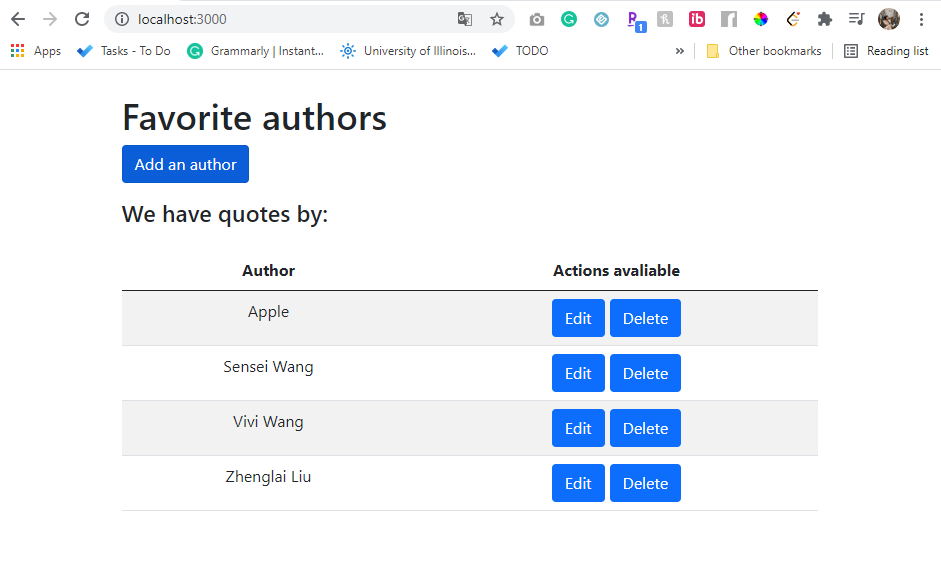 localhost:3000
Apps Tasks - To Do Grammarly | Instant... University of Illinois... TODO » Other bookmarks Reading list
Favorite authors
Add an author
We have quotes by:
Author Actions avaliable
Apple Edit Delete
Sensei Wang Edit Delete
Vivi Wang Edit Delete
Zhenglai Liu Edit Delete